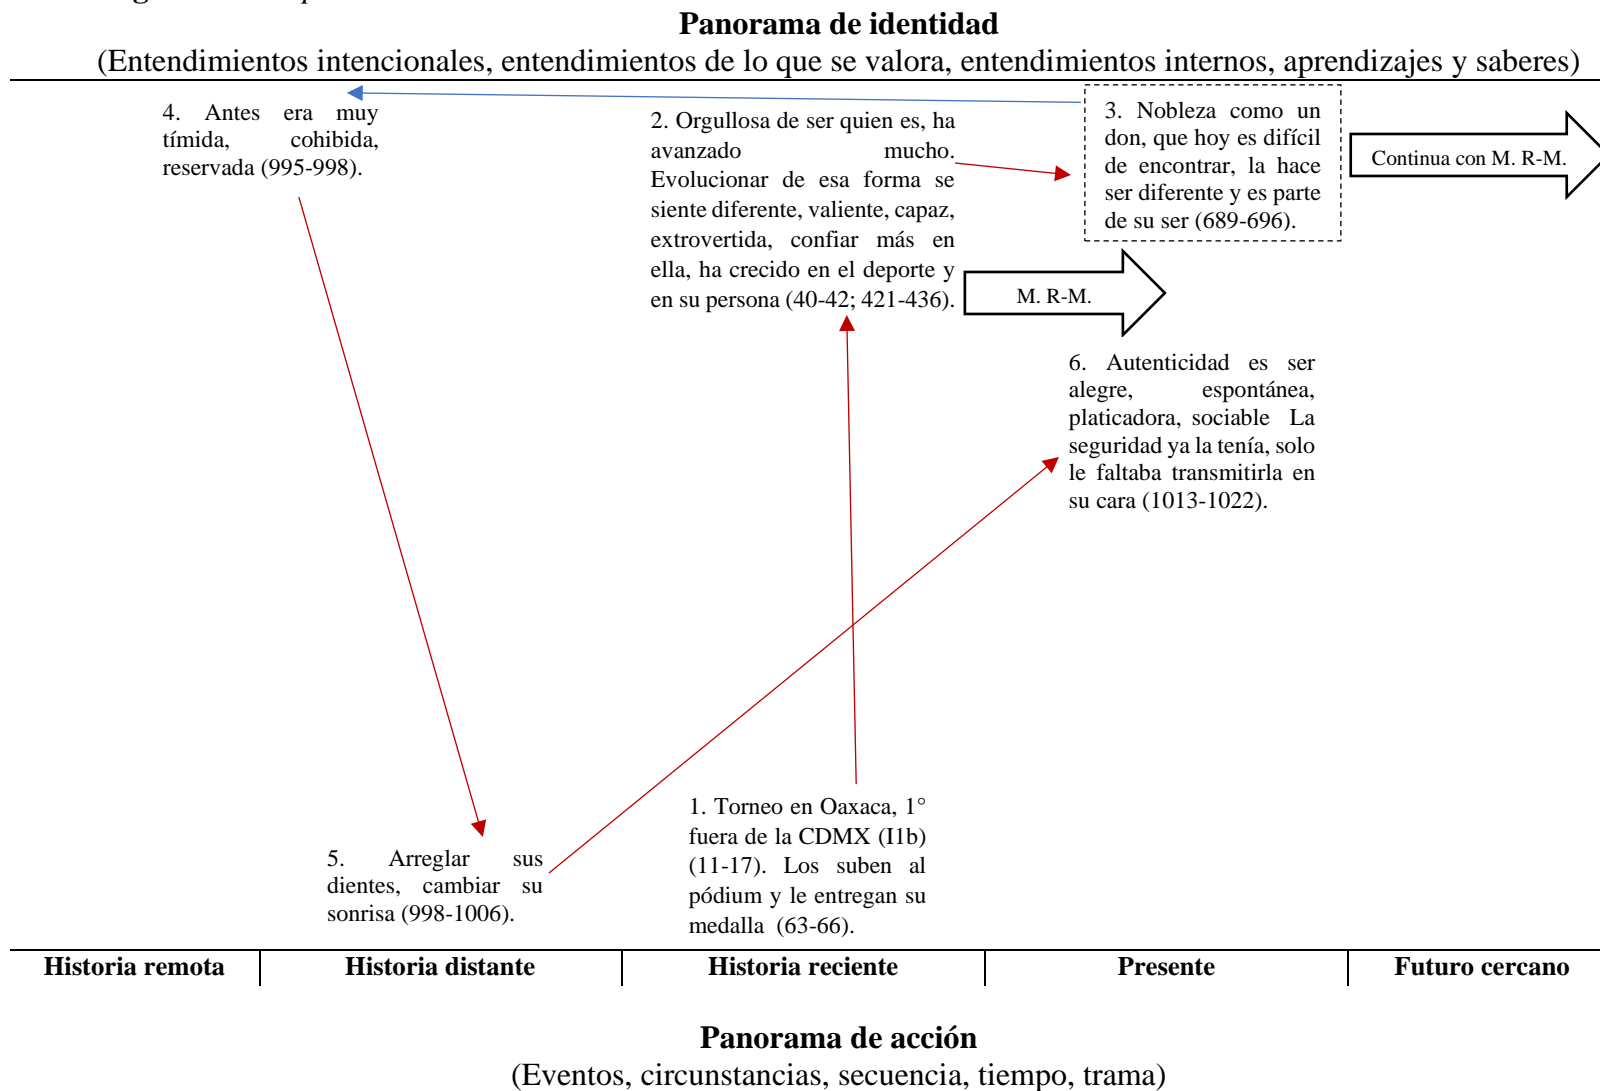 Panorama de identidad
(Entendimientos intencionales, entendimientos de lo que se valora, entendimientos internos, aprendizajes y saberes)
4. Antes era muy
tímida, cohibida,
reservada (995-998).
2. Orgullosa de ser quien es, ha
avanzado mucho.
Evolucionar de esa forma se
siente diferente, valiente, capaz,
extrovertida, confiar más en
ella, ha crecido en el deporte y
en su persona (40-42; 421-436).
3. Nobleza como un
don, que hoy es difícil
de encontrar, la hace
ser diferente y es parte
de su ser (689-696).
Continua con M. R-M.
M. R-M.
6. Autenticidad es ser
alegre, espontánea,
platicadora, sociable La
seguridad ya la tenía, solo
le faltaba transmitirla en
su cara (1013-1022).
5. Arreglar sus
dientes, cambiar su
sonrisa (998-1006).
1. Torneo en Oaxaca, 1°
fuera de la CDMX (I1b)
(11-17). Los suben al
pódium y le entregan su
medalla (63-66).
Historia remota
Historia distante
Historia reciente
Presente
Futuro cercano
Panorama de acción
(Eventos, circunstancias, secuencia, tiempo, trama)